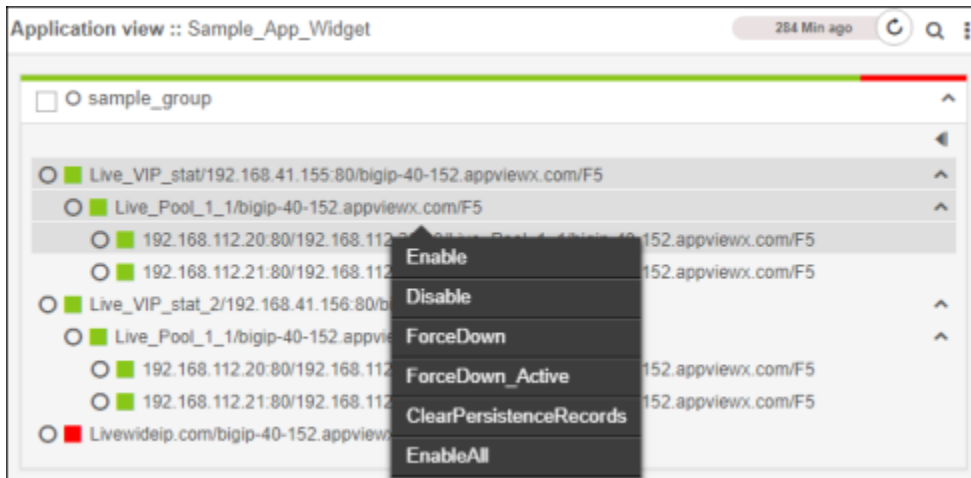 Application view :: Sample_App_Widget 284 Min ago
sample_group
Live_VIP_stat/192.168.41.155:80/bigip-40-152.appviewx.com/F5
Live_Pool_1_1/bigip-40-152.appviewx.com/F5
192.168.112.20:80/192.168.112 152.appviewx.com/F5
192.168.112.21:80/192.168.112 152.appviewx.com/F5
Live_VIP_stat_2/192.168.41.156:80/b
Live_Pool_1_1/bigip-40-152.appvie
192.168.112.20:80/192.168.112 152.appviewx.com/F5
192.168.112.21:80/192.168.112 152.appviewx.com/F5
Livewideip.com/bigip-40-152.appview
Enable
Disable
ForceDown
ForceDown_Active
ClearPersistenceRecords
EnableAll